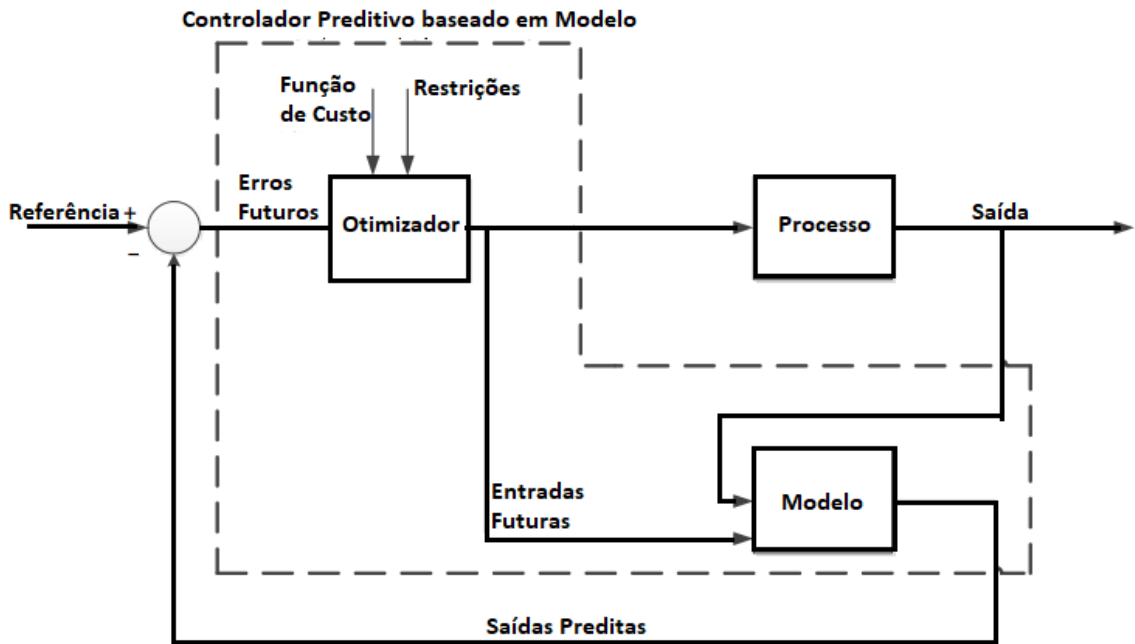 Controlador Preditivo baseado em Modelo
Função
de Custo
Restrições
Erros
Futuros
Referência +
−
Otimizador
Processo
Saída
Entradas
Futuras
Modelo
Saídas Preditas